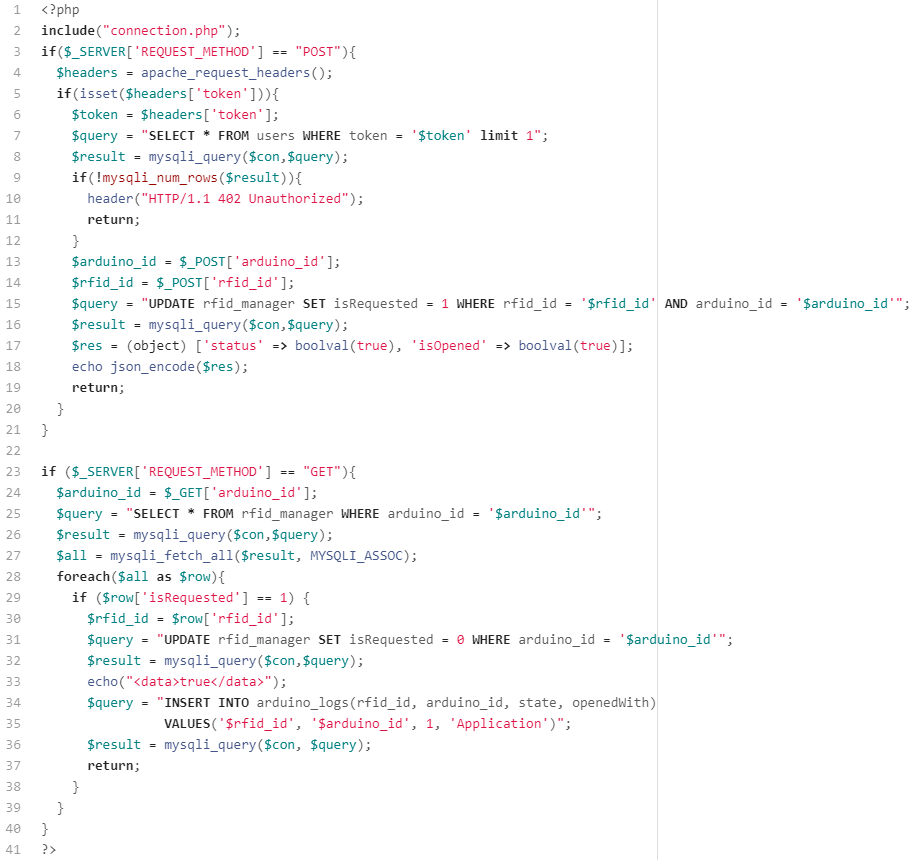 1 <?php
2 include("connection.php");
3 if($_SERVER['REQUEST_METHOD'] == "POST"){
4   $headers = apache_request_headers();
5   if(isset($headers['token'])){
6     $token = $headers['token'];
7     $query = "SELECT * FROM users WHERE token = '$token' limit 1";
8     $result = mysqli_query($con,$query);
9     if(!mysqli_num_rows($result)){
10       header("HTTP/1.1 402 Unauthorized");
11       return;
12     }
13     $arduino_id = $_POST['arduino_id'];
14     $rfid_id = $_POST['rfid_id'];
15     $query = "UPDATE rfid_manager SET isRequested = 1 WHERE rfid_id = '$rfid_id' AND arduino_id = '$arduino_id'";
16     $result = mysqli_query($con,$query);
17     $res = (object) ['status' => boolval(true), 'isOpened' => boolval(true)];
18     echo json_encode($res);
19     return;
20   }
21 }
22
23 if ($_SERVER['REQUEST_METHOD'] == "GET"){
24   $arduino_id = $_GET['arduino_id'];
25   $query = "SELECT * FROM rfid_manager WHERE arduino_id = '$arduino_id'";
26   $result = mysqli_query($con,$query);
27   $all = mysqli_fetch_all($result, MYSQLI_ASSOC);
28   foreach($all as $row){
29     if ($row['isRequested'] == 1) {
30       $rfid_id = $row['rfid_id'];
31       $query = "UPDATE rfid_manager SET isRequested = 0 WHERE arduino_id = '$arduino_id'";
32       $result = mysqli_query($con,$query);
33       echo("<data>true</data>");
34       $query = "INSERT INTO arduino_logs(rfid_id, arduino_id, state, openedWith)
35                 VALUES('$rfid_id', '$arduino_id', 1, 'Application')";
36       $result = mysqli_query($con, $query);
37       return;
38     }
39   }
40 }
41 ?>